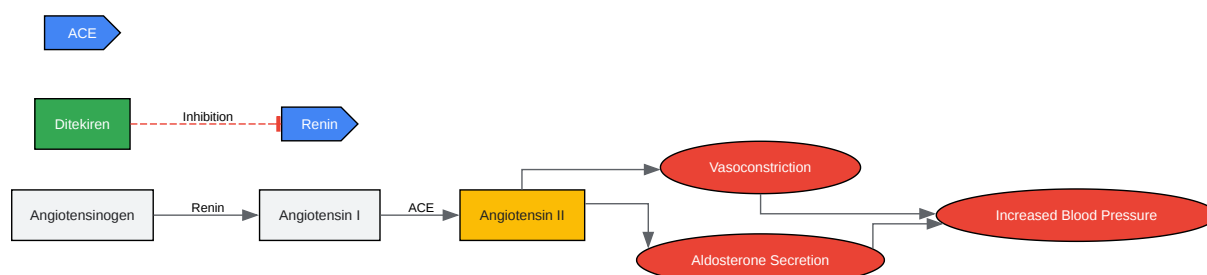 ACE
Inhibition
Ditekiren
Renin
Vasoconstriction
Angiotensinogen
Renin
Angiotensin I
ACE
Angiotensin II
Increased Blood Pressure
Aldosterone Secretion